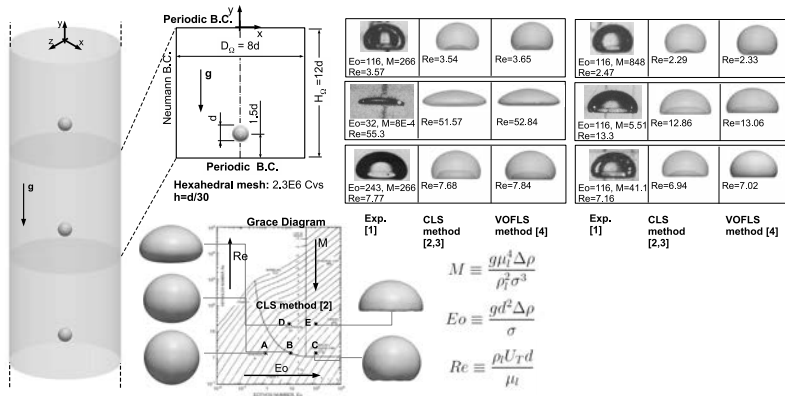 y
z
x
g
Periodic B.C.
y
x
D_Ω = 8d
Neumann B.C.
g
H_Ω = 12d
d
1.5d
Periodic B.C.
Hexahedral mesh: 2.3E6 Cvs
h=d/30
Eo=116, M=266
Re=3.57
Re=3.54
Re=3.65
Eo=32, M=8E-4
Re=55.3
Re=51.57
Re=52.84
Eo=243, M=266
Re=7.77
Re=7.68
Re=7.84
Exp.
[1]
CLS
method
[2,3]
VOFLS
method [4]
Eo=116, M=848
Re=2.47
Re=2.29
Re=2.33
Eo=116, M=5.51
Re=13.3
Re=12.86
Re=13.06
Eo=116, M=41.1
Re=7.16
Re=6.94
Re=7.02
Exp.
[1]
CLS
method
[2,3]
VOFLS
method [4]
Grace Diagram
Re
M
CLS method [2]
D
E
A
B
C
Eo
M ≡ gμ_l^4Δρ / ρ_l^2σ^3
Eo ≡ gd^2Δρ / σ
Re ≡ ρ_lU_Td / μ_l